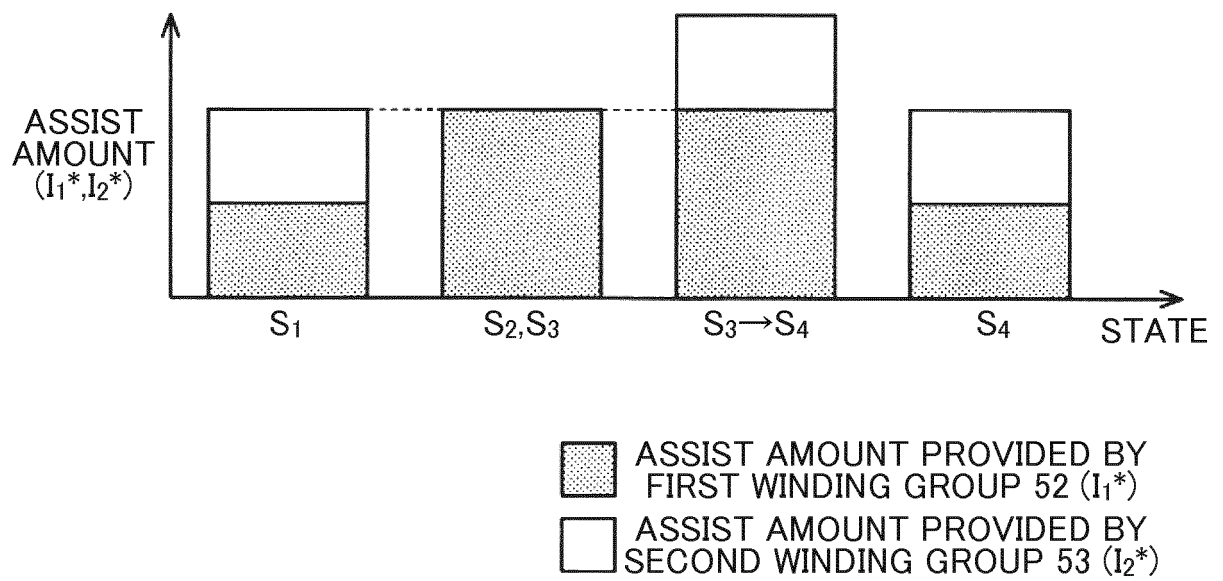 ASSIST
AMOUNT
(I₁*,I₂*)
S₁
S₂,S₃
S₃→S₄
S₄
STATE
ASSIST AMOUNT PROVIDED BY
FIRST WINDING GROUP 52 (I₁*)
ASSIST AMOUNT PROVIDED BY
SECOND WINDING GROUP 53 (I₂*)